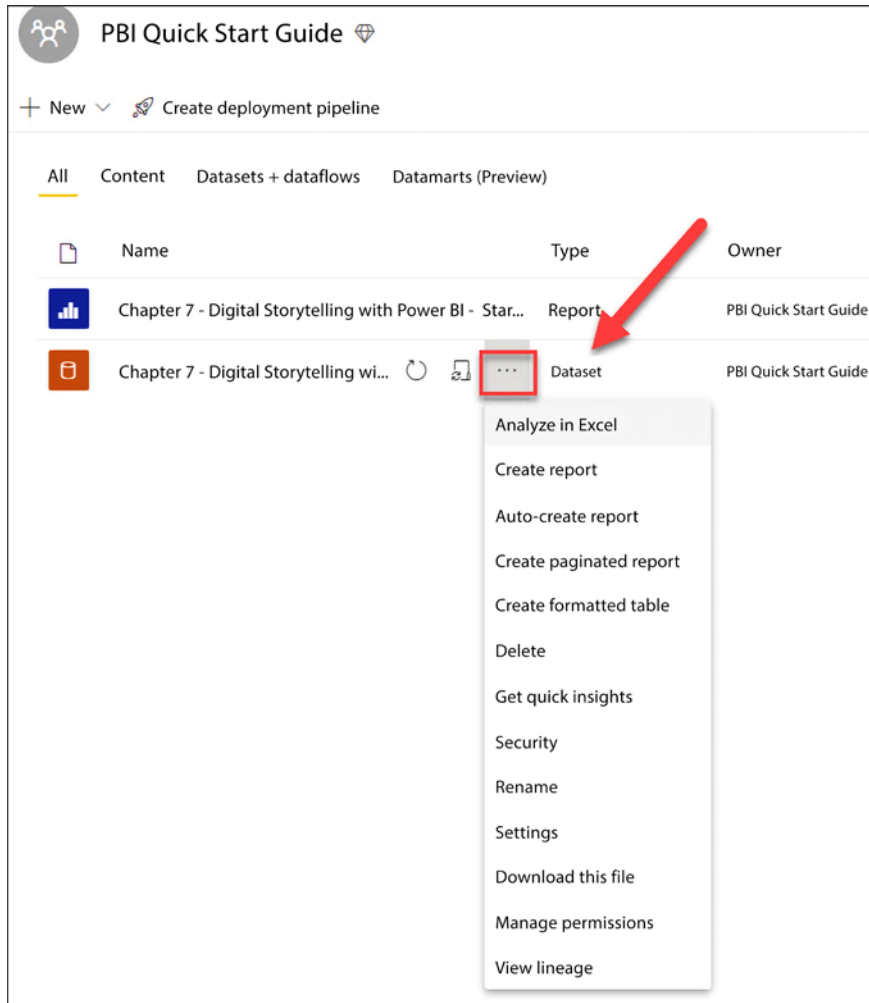 PBI Quick Start Guide
New
Create deployment pipeline
All Content Datasets + dataflows Datamarts (Preview)
Name Type Owner
Chapter 7 - Digital Storytelling with Power BI - Star... Report PBI Quick Start Guide
Chapter 7 - Digital Storytelling wi... ... Dataset PBI Quick Start Guide
Analyze in Excel
Create report
Auto-create report
Create paginated report
Create formatted table
Delete
Get quick insights
Security
Rename
Settings
Download this file
Manage permissions
View lineage